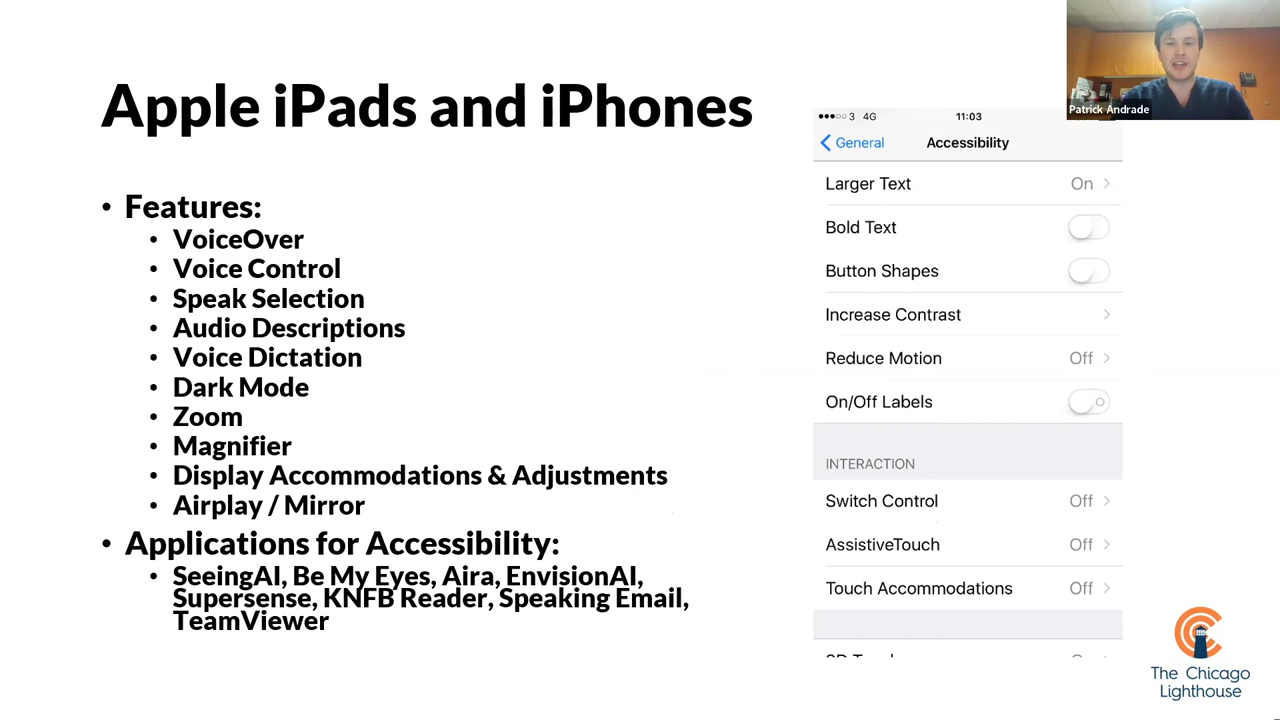 Apple iPads and iPhones
Patrick Andrade
• Features:
• VoiceOver
• Voice Control
• Speak Selection
• Audio Descriptions
• Voice Dictation
• Dark Mode
• Zoom
• Magnifier
• Display Accommodations & Adjustments
• Airplay / Mirror
• Applications for Accessibility:
• SeeingAI, Be My Eyes, Aira, EnvisionAI,
Supersense, KNFB Reader, Speaking Email,
TeamViewer
3 4G 11:03
General Accessibility
Larger Text On
Bold Text
Button Shapes
Increase Contrast
Reduce Motion Off
On/Off Labels
INTERACTION
Switch Control Off
AssistiveTouch Off
Touch Accommodations Off
The Chicago
Lighthouse